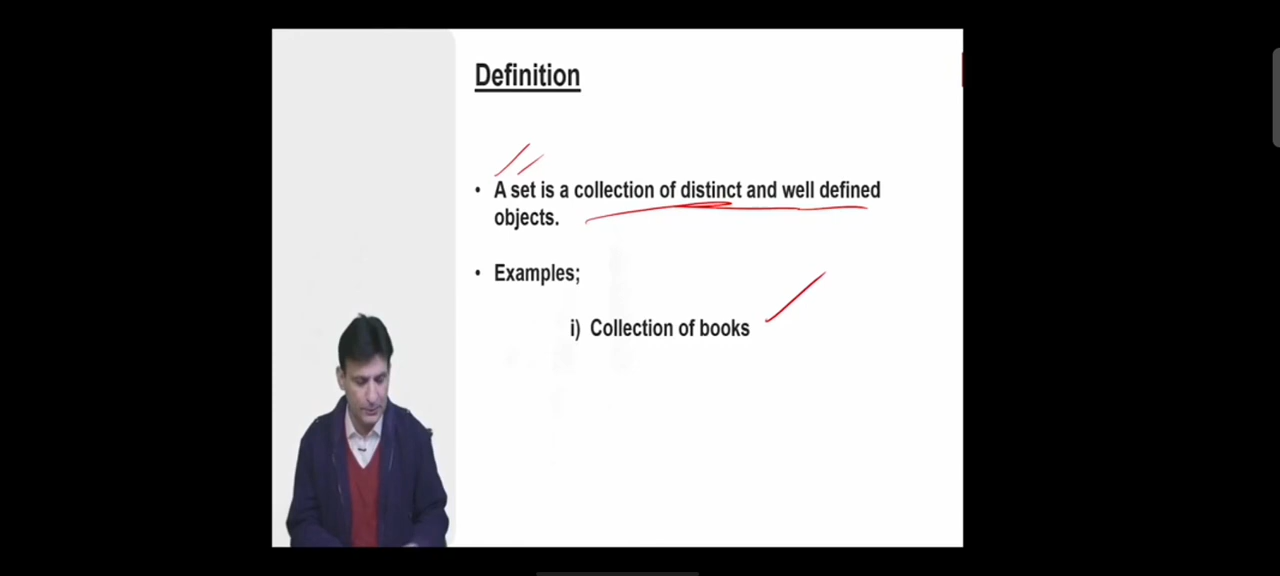 Definition
• A set is a collection of distinct and well defined
objects.
• Examples;
i) Collection of books